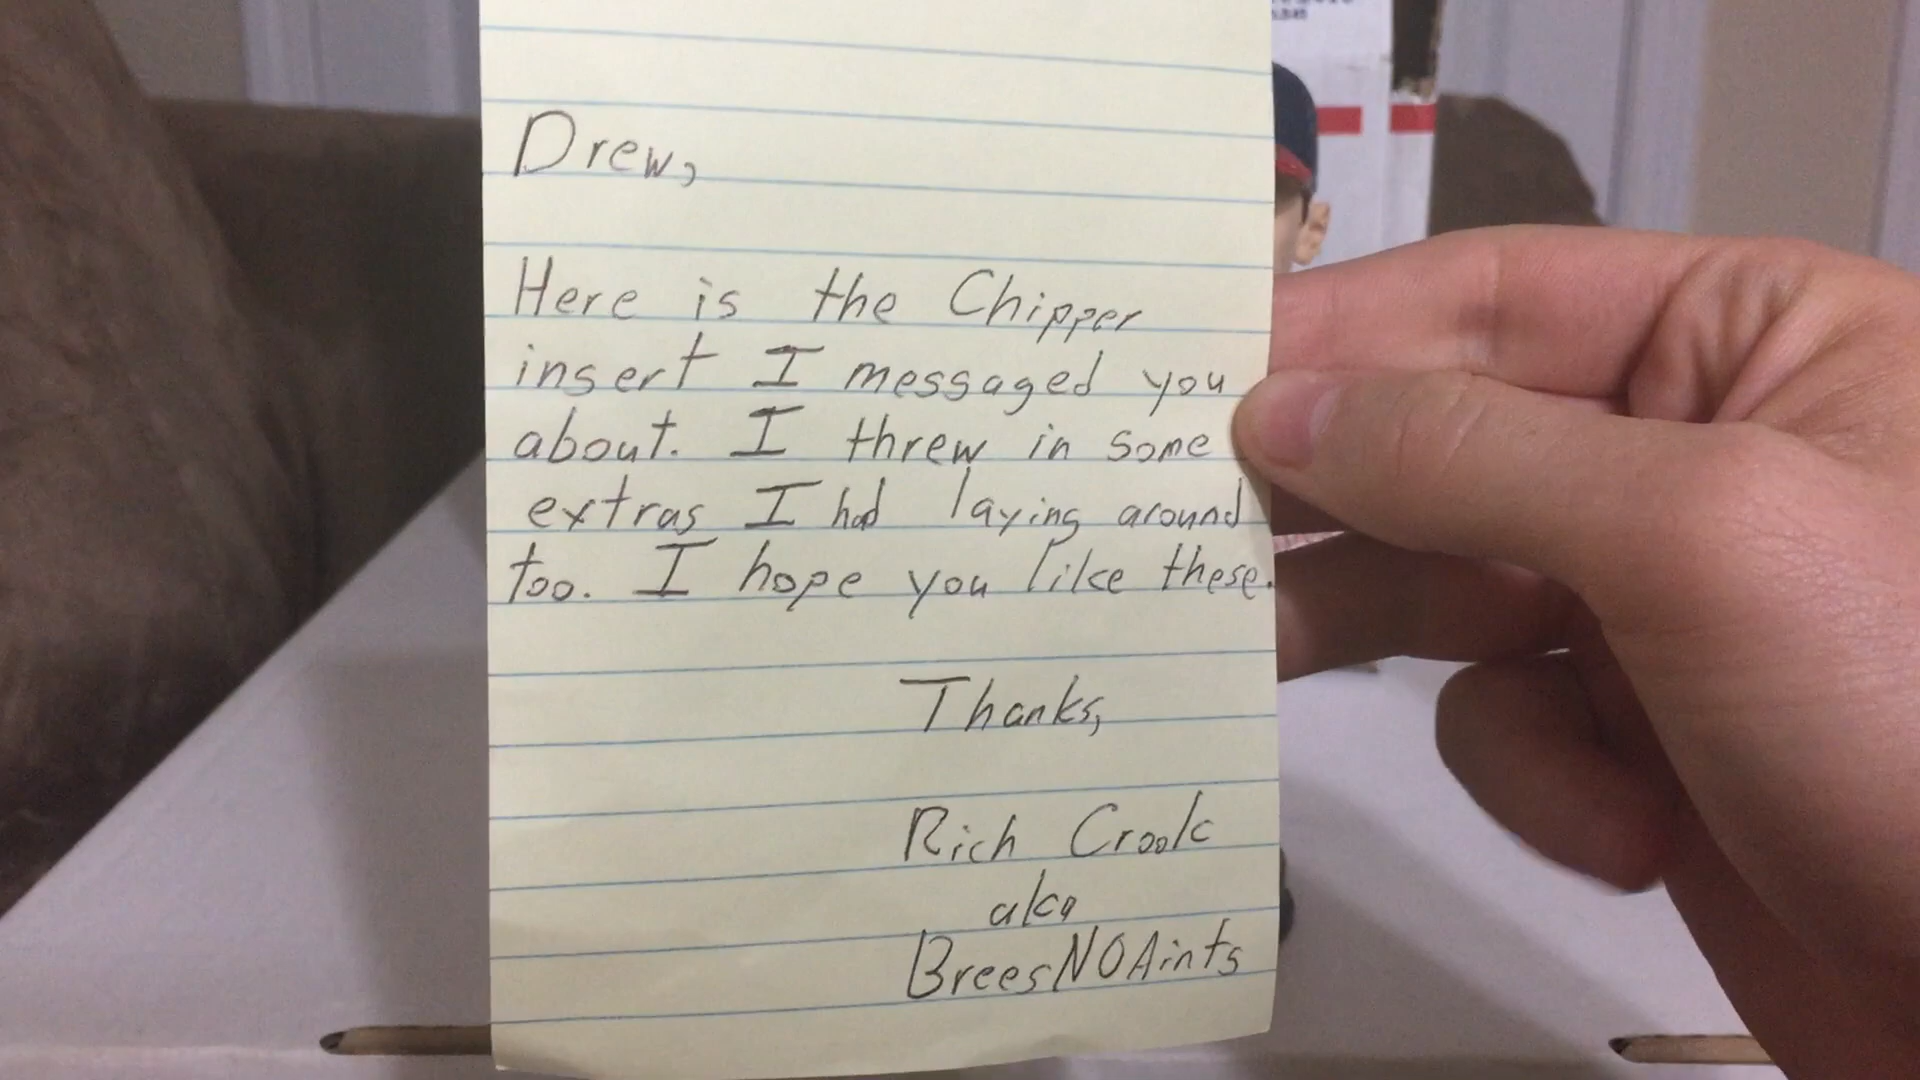 Drew,
Here is the Chipper
insert I messaged you
about. I threw in some
extras I had laying around
too. I hope you like these.
Thanks,
Rich Crook
aka
BreesNOAints